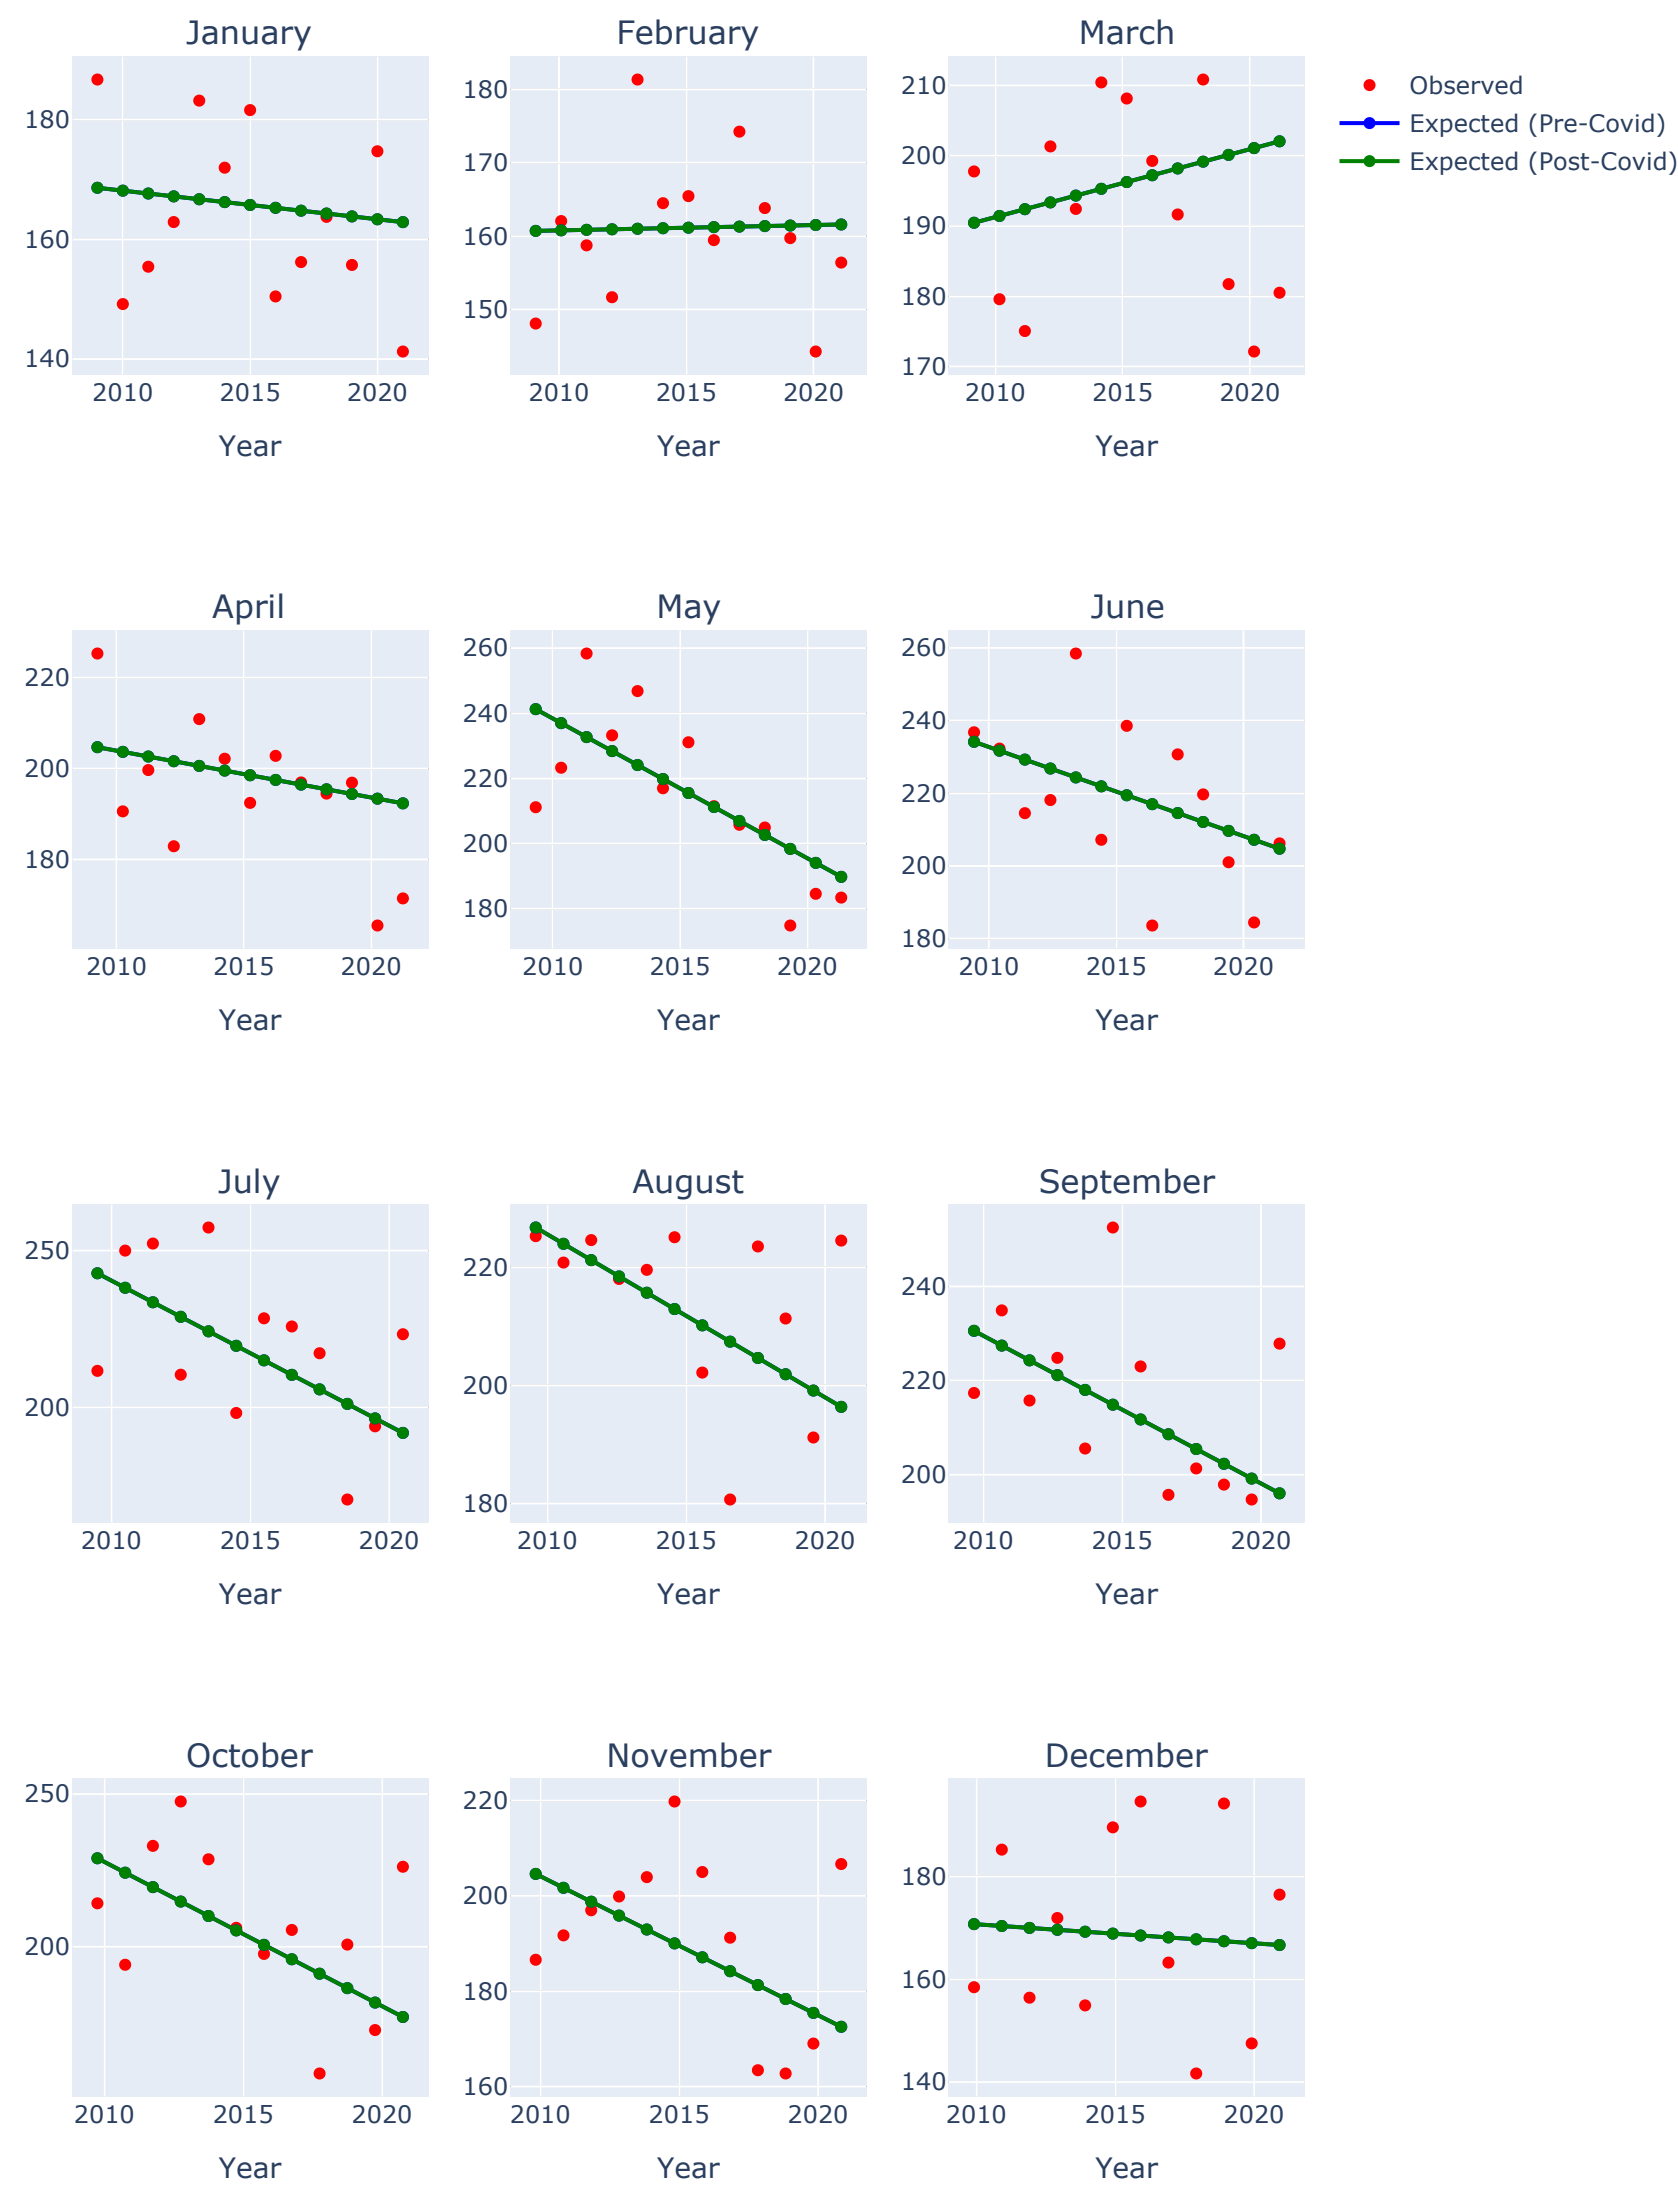 January
February
March
180
160
140
2010 2015 2020
Year
180
170
160
150
2010 2015 2020
Year
210
200
190
180
170
2010 2015 2020
Year
Observed
Expected (Pre-Covid)
Expected (Post-Covid)
April
May
June
220
200
180
2010 2015 2020
Year
260
240
220
200
180
2010 2015 2020
Year
260
240
220
200
180
2010 2015 2020
Year
July
August
September
250
200
2010 2015 2020
Year
220
200
180
2010 2015 2020
Year
240
220
200
2010 2015 2020
Year
October
November
December
250
200
2010 2015 2020
Year
220
200
180
160
2010 2015 2020
Year
180
160
140
2010 2015 2020
Year